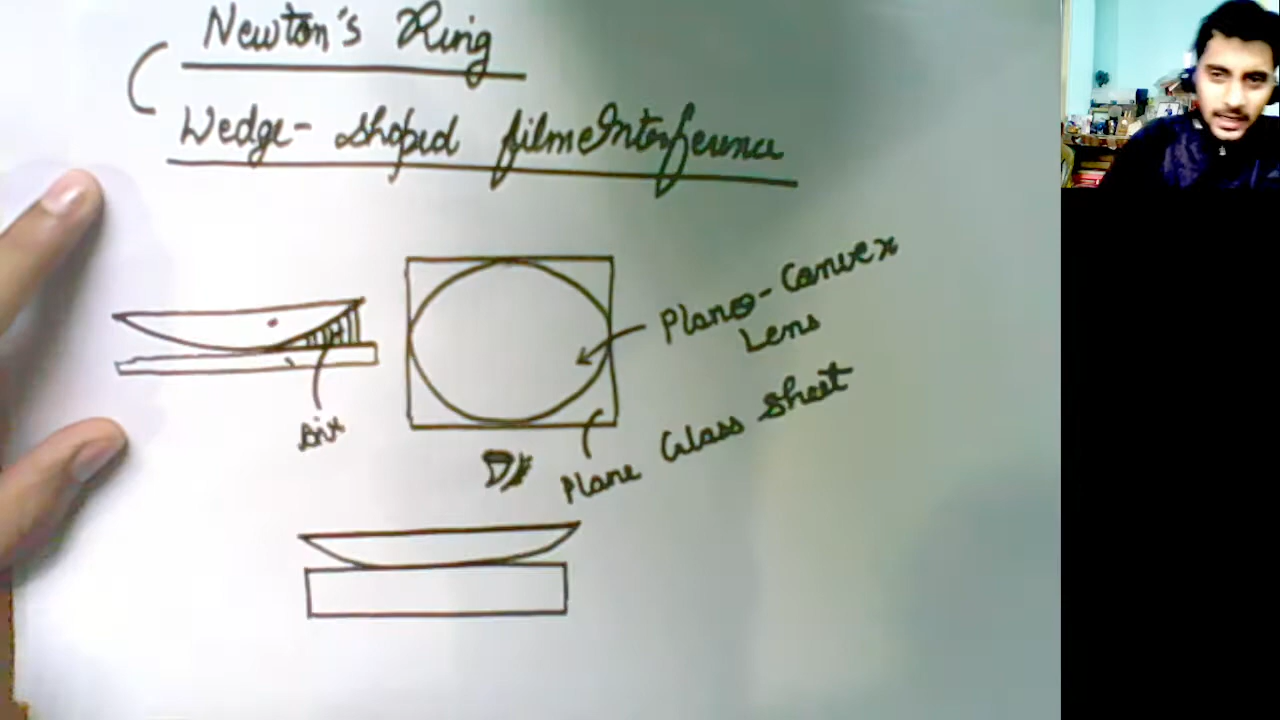 Newton's Ring
Wedge- shaped film Interference
Plano-Convex
Lens
Air
Plane Glass Sheet